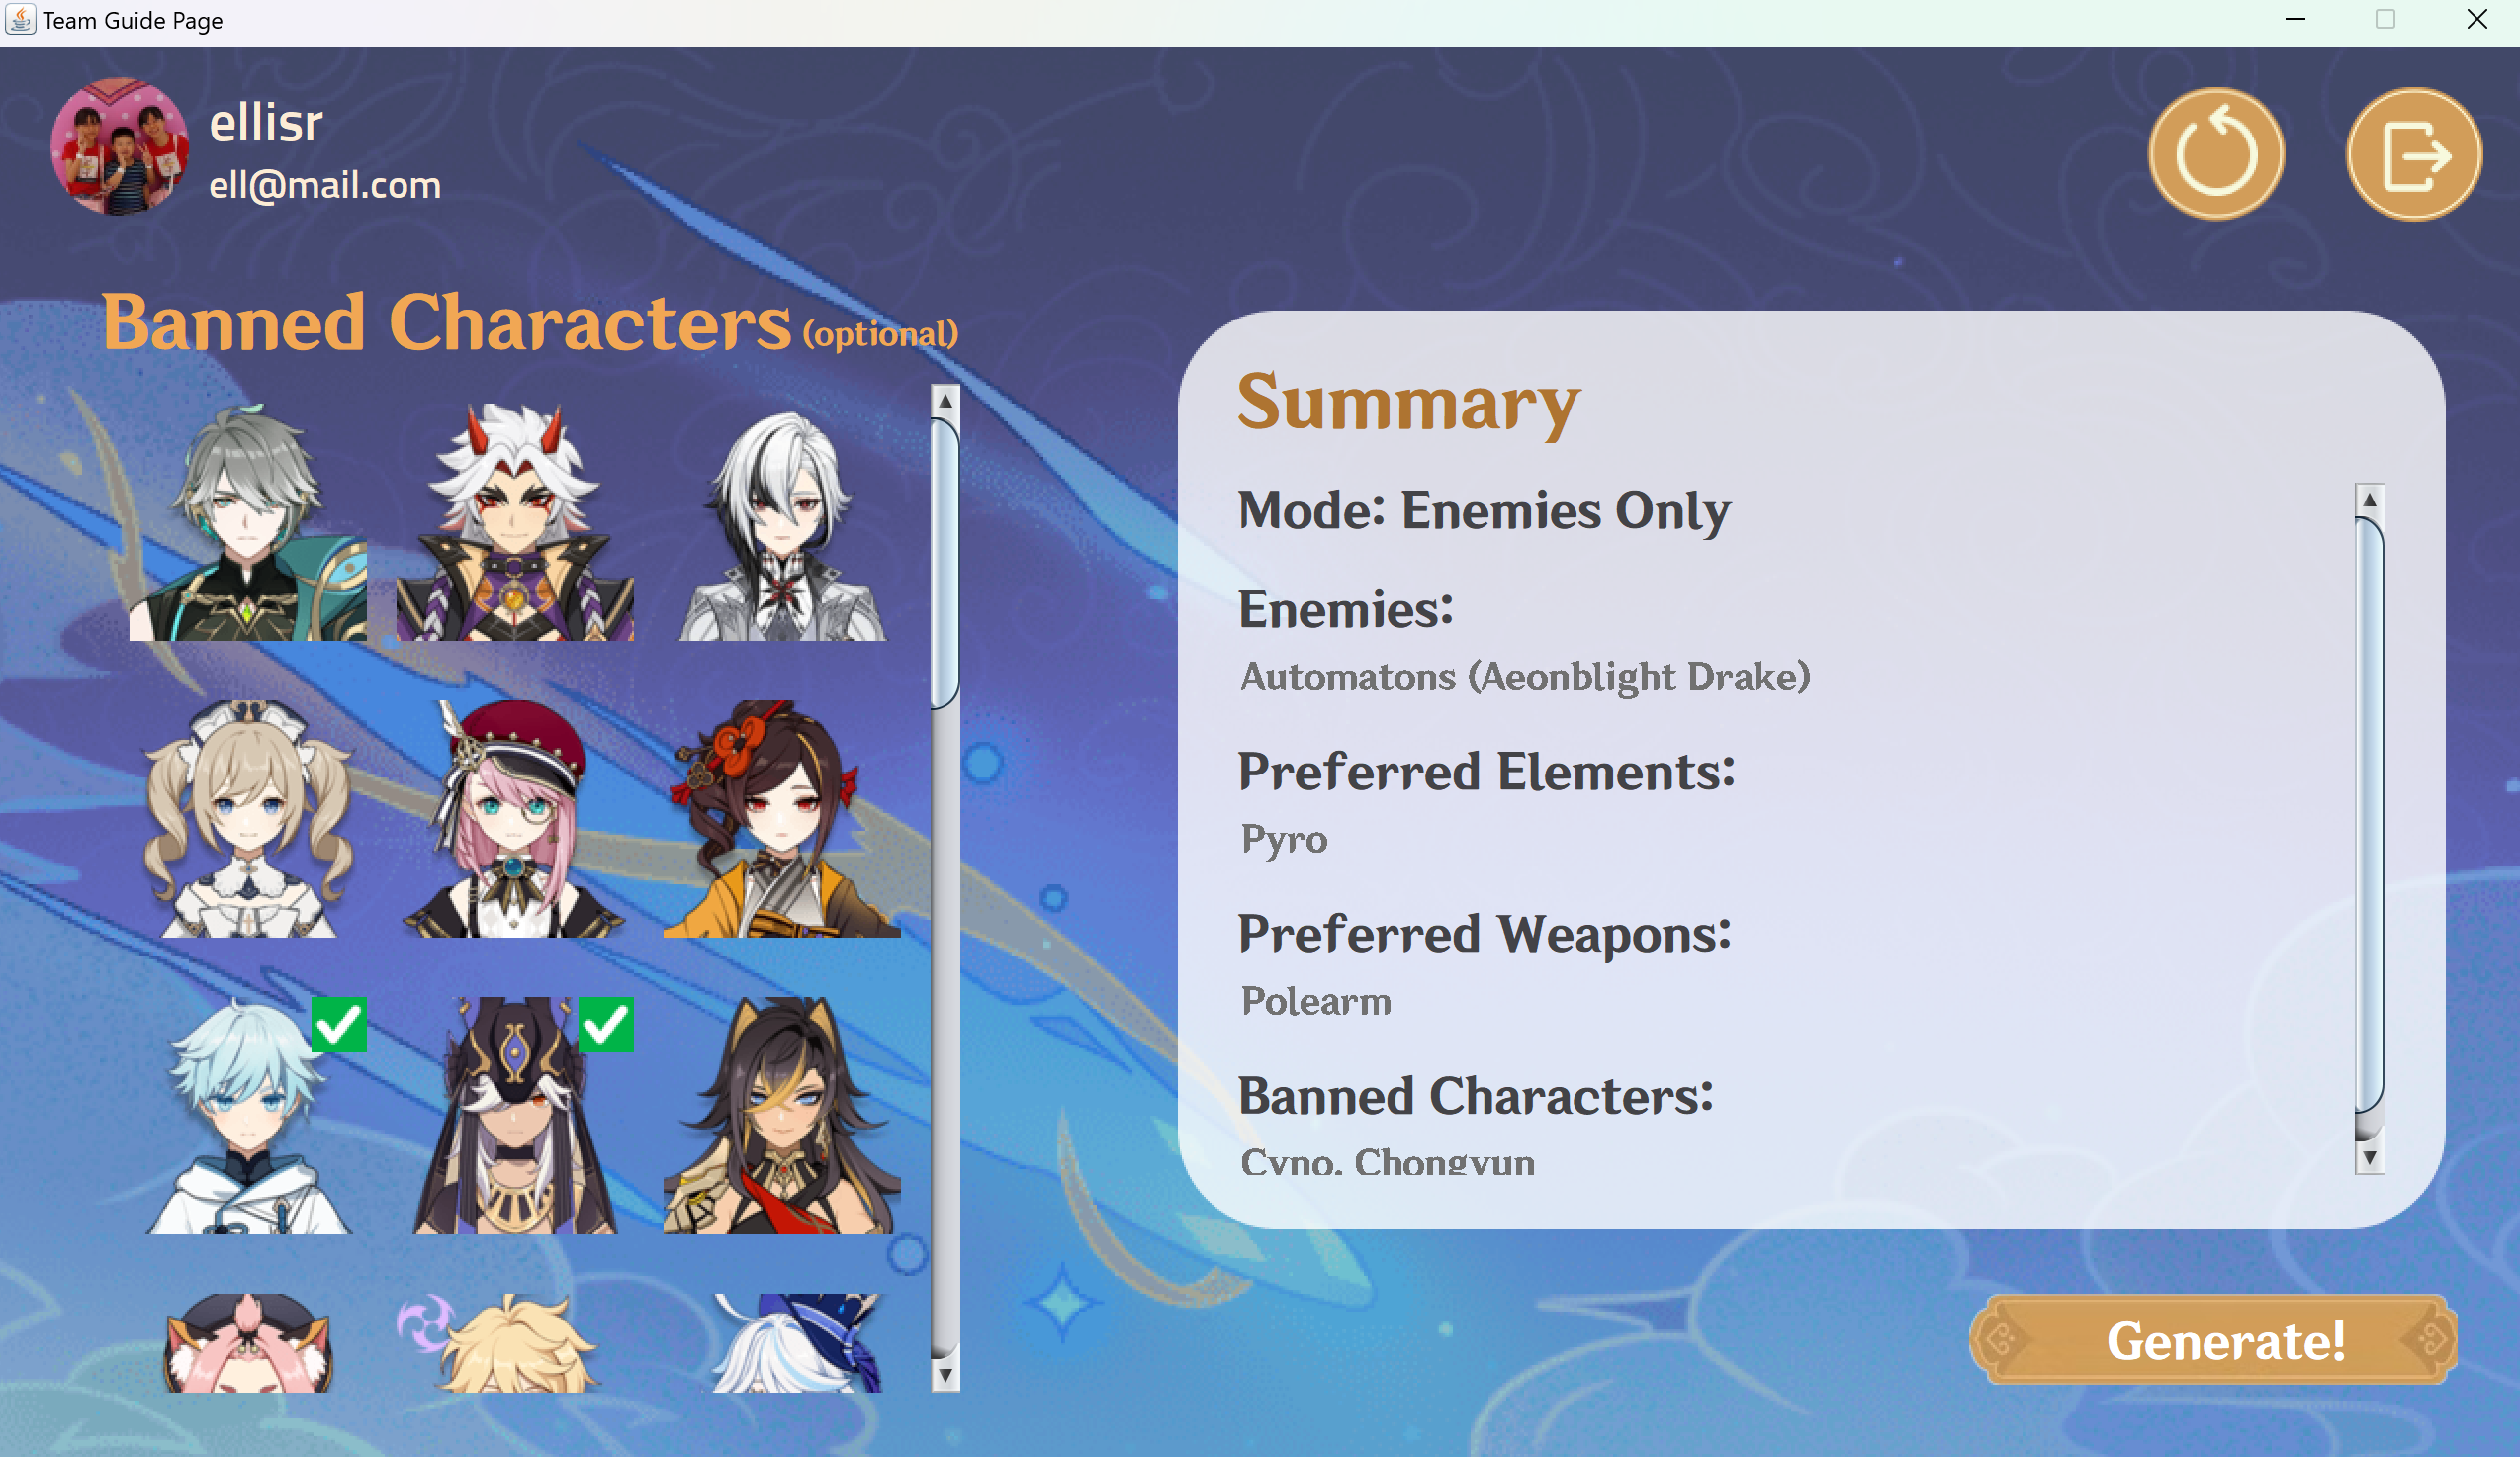 Team Guide Page
ellisr
ell@mail.com
Banned Characters (optional)
Summary
Mode: Enemies Only
Enemies:
Automatons (Aeonblight Drake)
Preferred Elements:
Pyro
Preferred Weapons:
Polearm
Banned Characters:
Cyno, Chongyun
Generate!